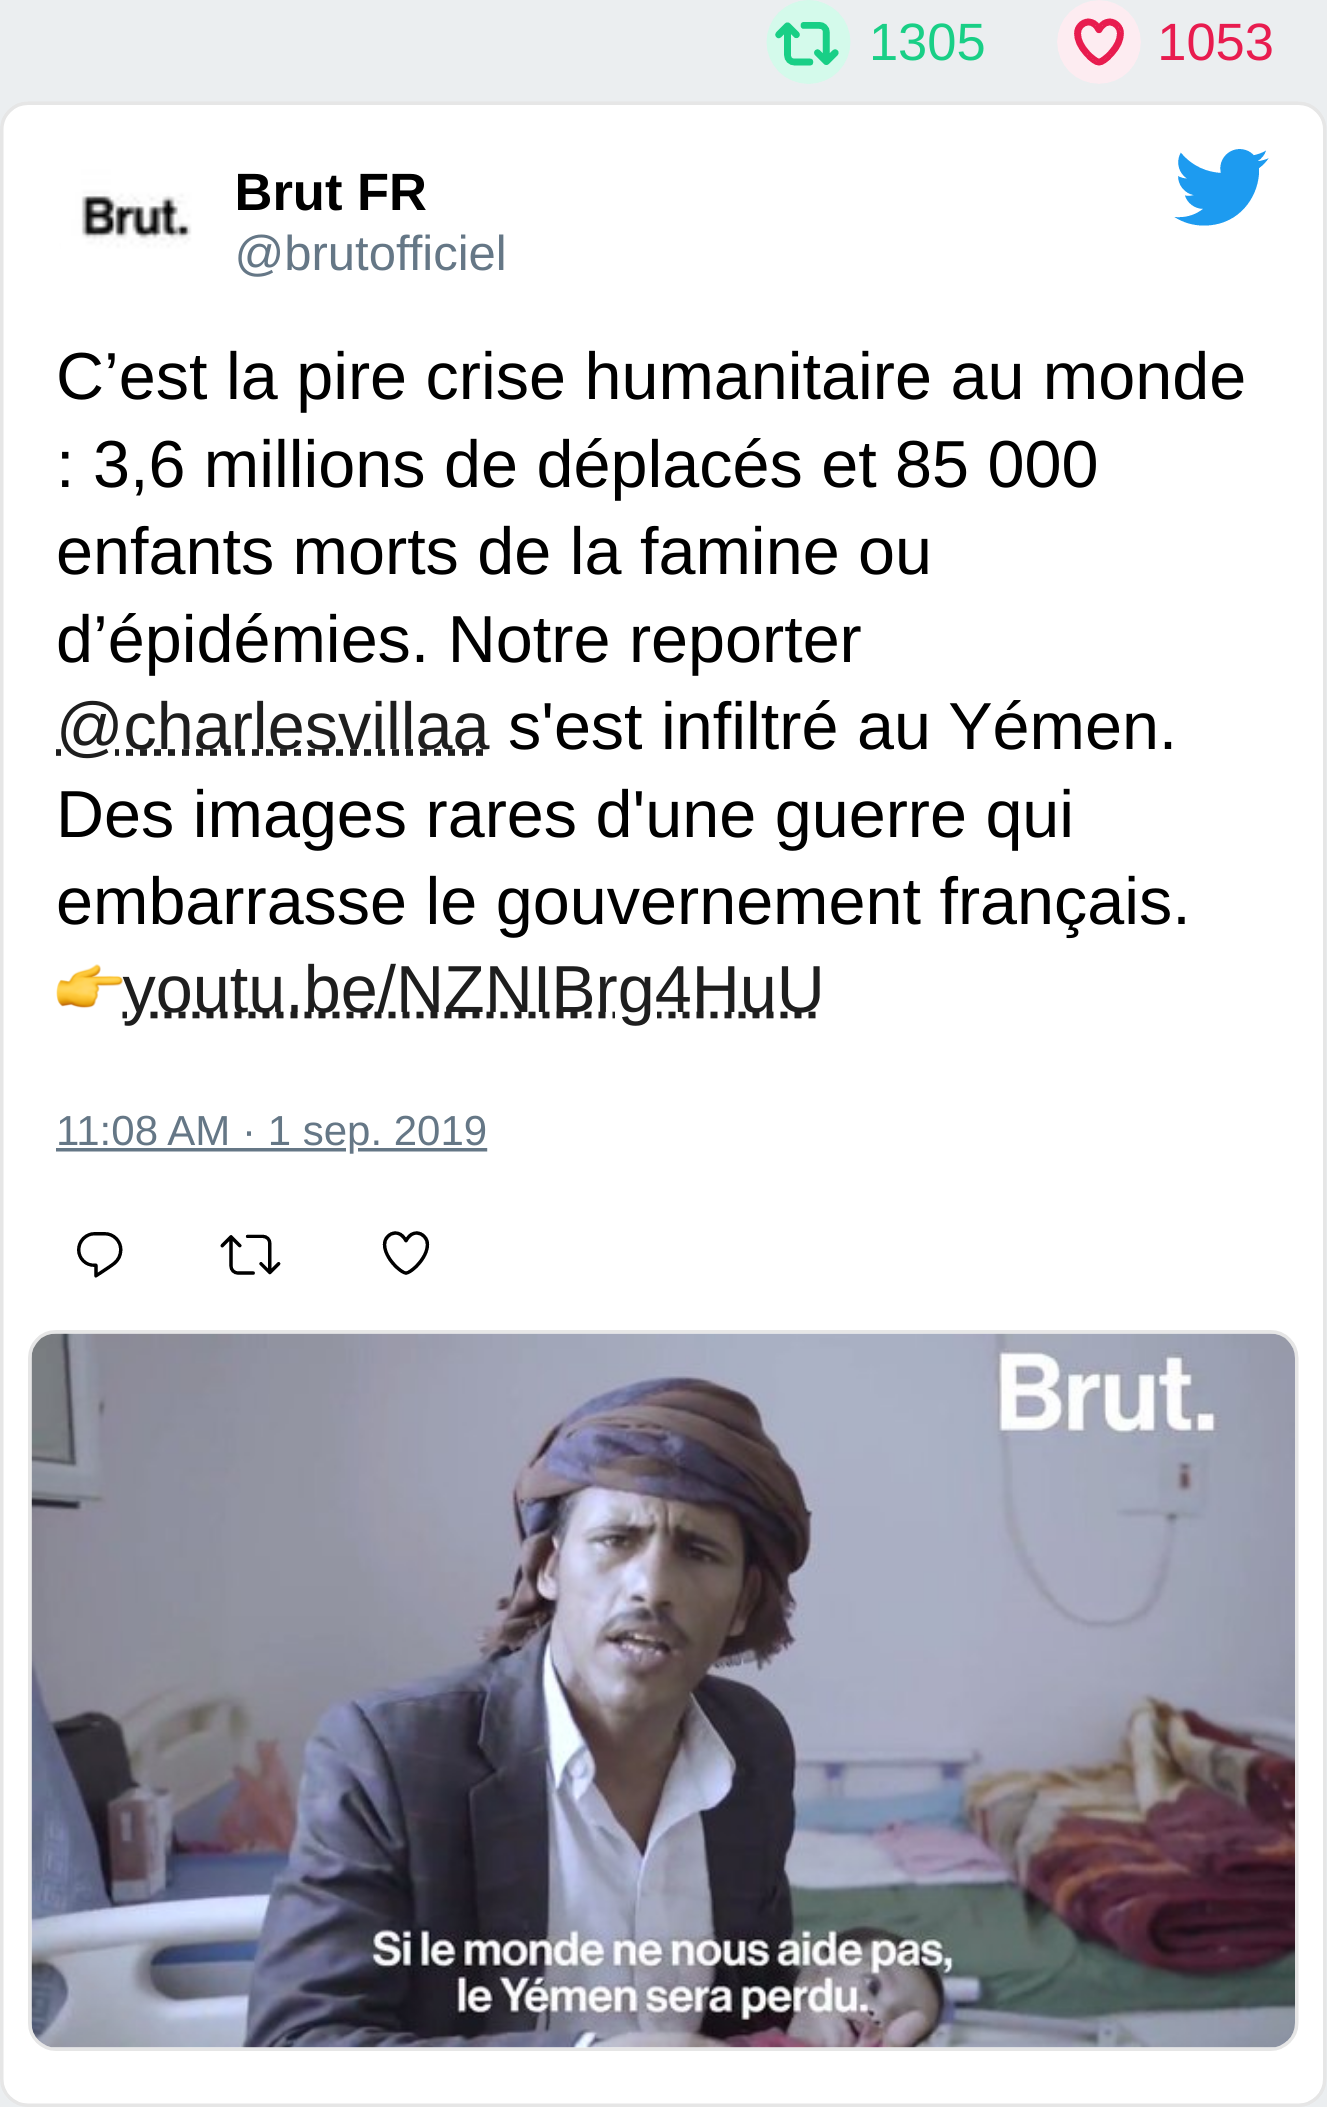 1305 1053
Brut.
Brut FR
@brutofficiel
C’est la pire crise humanitaire au monde
: 3,6 millions de déplacés et 85 000
enfants morts de la famine ou
d’épidémies. Notre reporter
@charlesvillaa s'est infiltré au Yémen.
Des images rares d'une guerre qui
embarrasse le gouvernement français.
👉youtu.be/NZNIBrg4HuU
11:08 AM · 1 sep. 2019
Brut.
Si le monde ne nous aide pas,
le Yémen sera perdu.